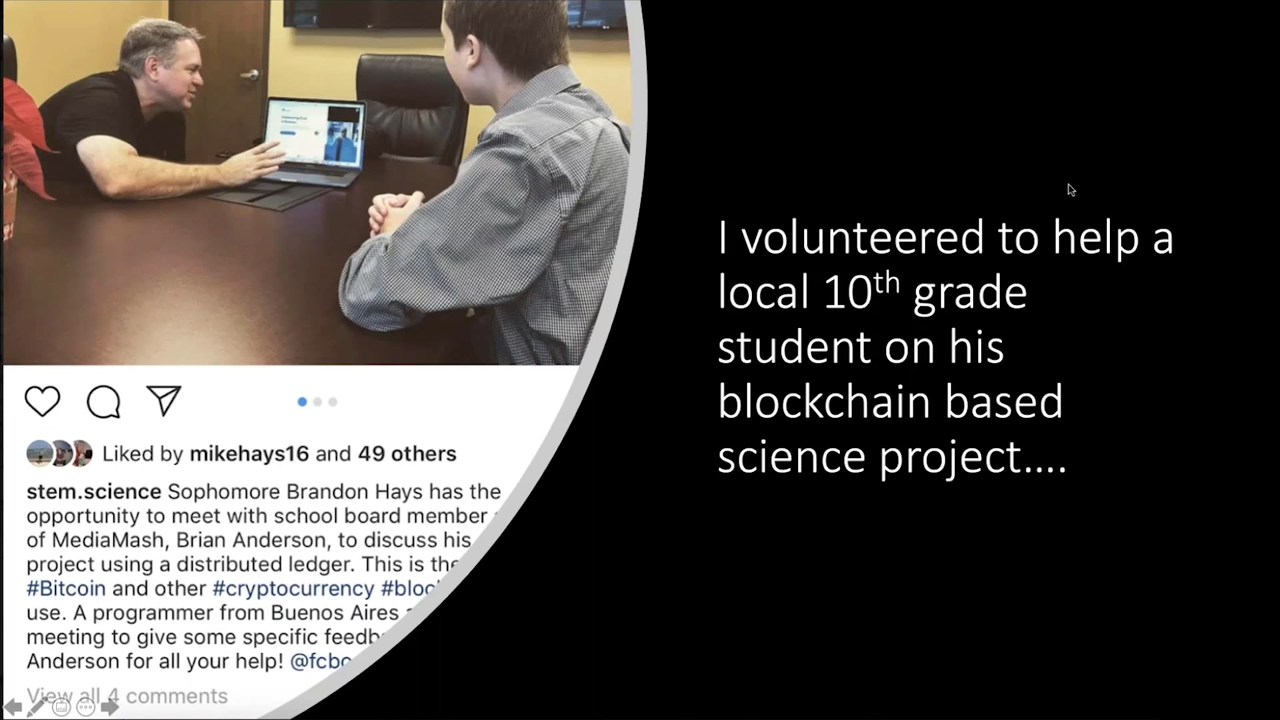 Liked by mikehays16 and 49 others
stem.science Sophomore Brandon Hays has the
opportunity to meet with school board member
of MediaMash, Brian Anderson, to discuss his
project using a distributed ledger. This is the
#Bitcoin and other #cryptocurrency
use. A programmer from Buenos Aires
meeting to give some specific
Anderson for all your help!
View all 4 comments
I volunteered to help a
local 10th grade
student on his
blockchain based
science project....